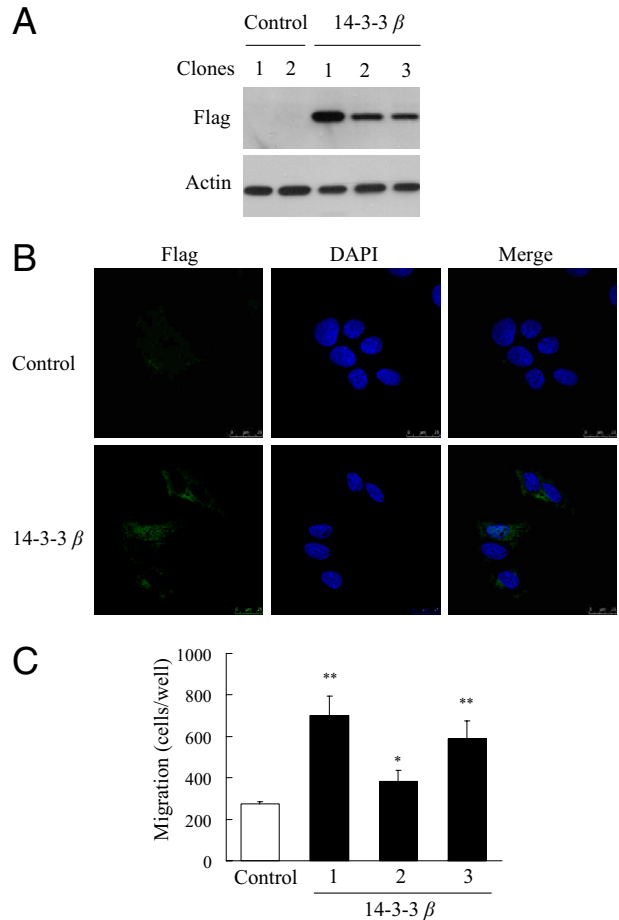 A
Control 14-3-3 β
Clones 1 2 1 2 3
Flag
Actin
B
Flag DAPI Merge
Control
14-3-3 β
C
Migration (cells/well)
1000
800
600
400
200
0
** * **
Control 1 2 3
14-3-3 β